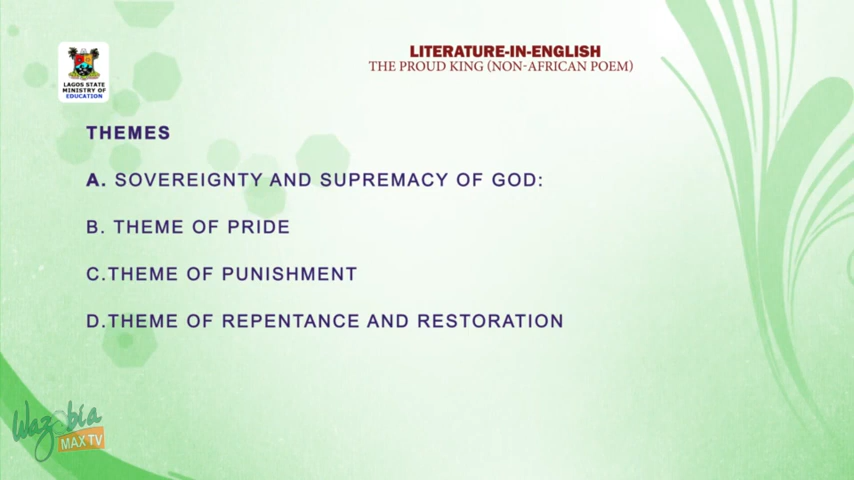 LITERATURE-IN-ENGLISH
THE PROUD KING (NON-AFRICAN POEM)
LAGOS STATE
MINISTRY OF
EDUCATION
THEMES
A. SOVEREIGNTY AND SUPREMACY OF GOD:
B. THEME OF PRIDE
C.THEME OF PUNISHMENT
D.THEME OF REPENTANCE AND RESTORATION
Wazobia
MAX TV